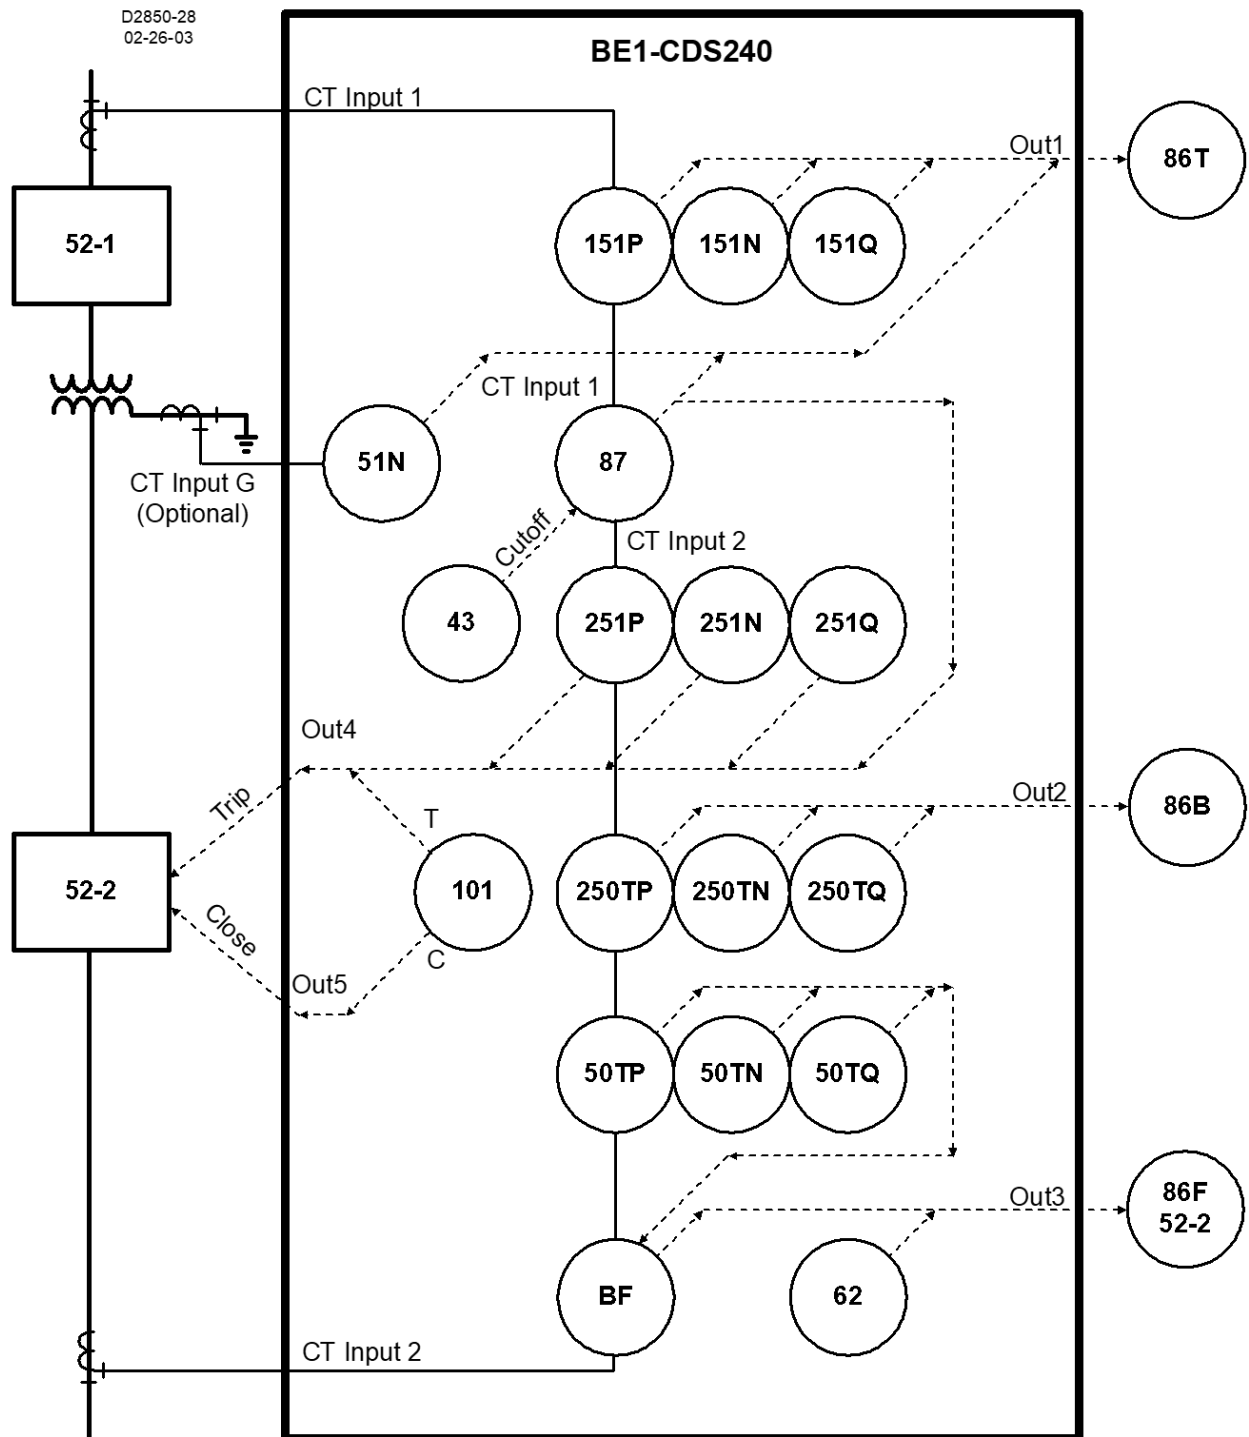 D2850-28
02-26-03
BE1-CDS240
CT Input 1
Out1
86T
52-1
151P
151N
151Q
CT Input 1
51N
87
CT Input G
(Optional)
Cutoff
CT Input 2
43
251P
251N
251Q
Out4
Trip
T
Out2
86B
52-2
101
250TP
250TN
250TQ
Close
C
Out5
50TP
50TN
50TQ
Out3
86F
52-2
BF
62
CT Input 2